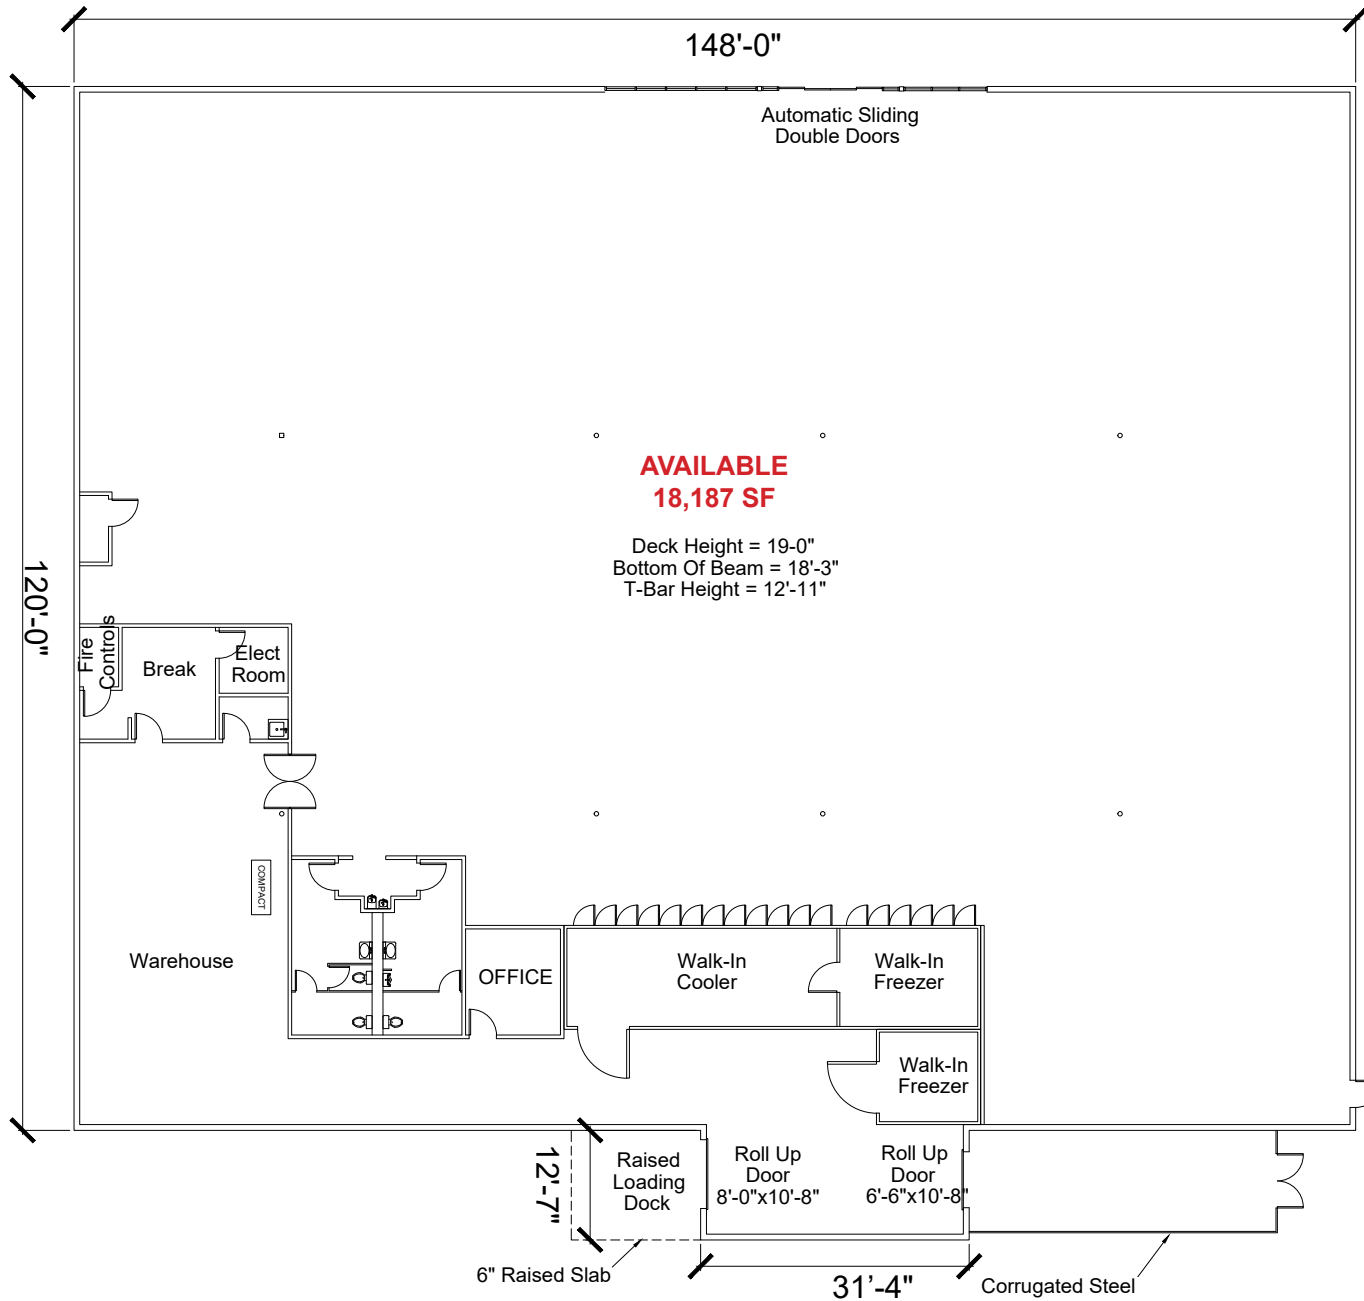 148'-0"
Automatic Sliding
Double Doors
AVAILABLE
18,187 SF
Deck Height = 19-0"
Bottom Of Beam = 18'-3"
T-Bar Height = 12'-11"
120'-0"
Fire
Controls
Break
Elect
Room
COMPACT
Warehouse
OFFICE
Walk-In
Cooler
Walk-In
Freezer
Walk-In
Freezer
12'-7"
Raised
Loading
Dock
Roll Up
Door
8'-0"x10'-8"
Roll Up
Door
6'-6"x10'-8"
6" Raised Slab
31'-4"
Corrugated Steel